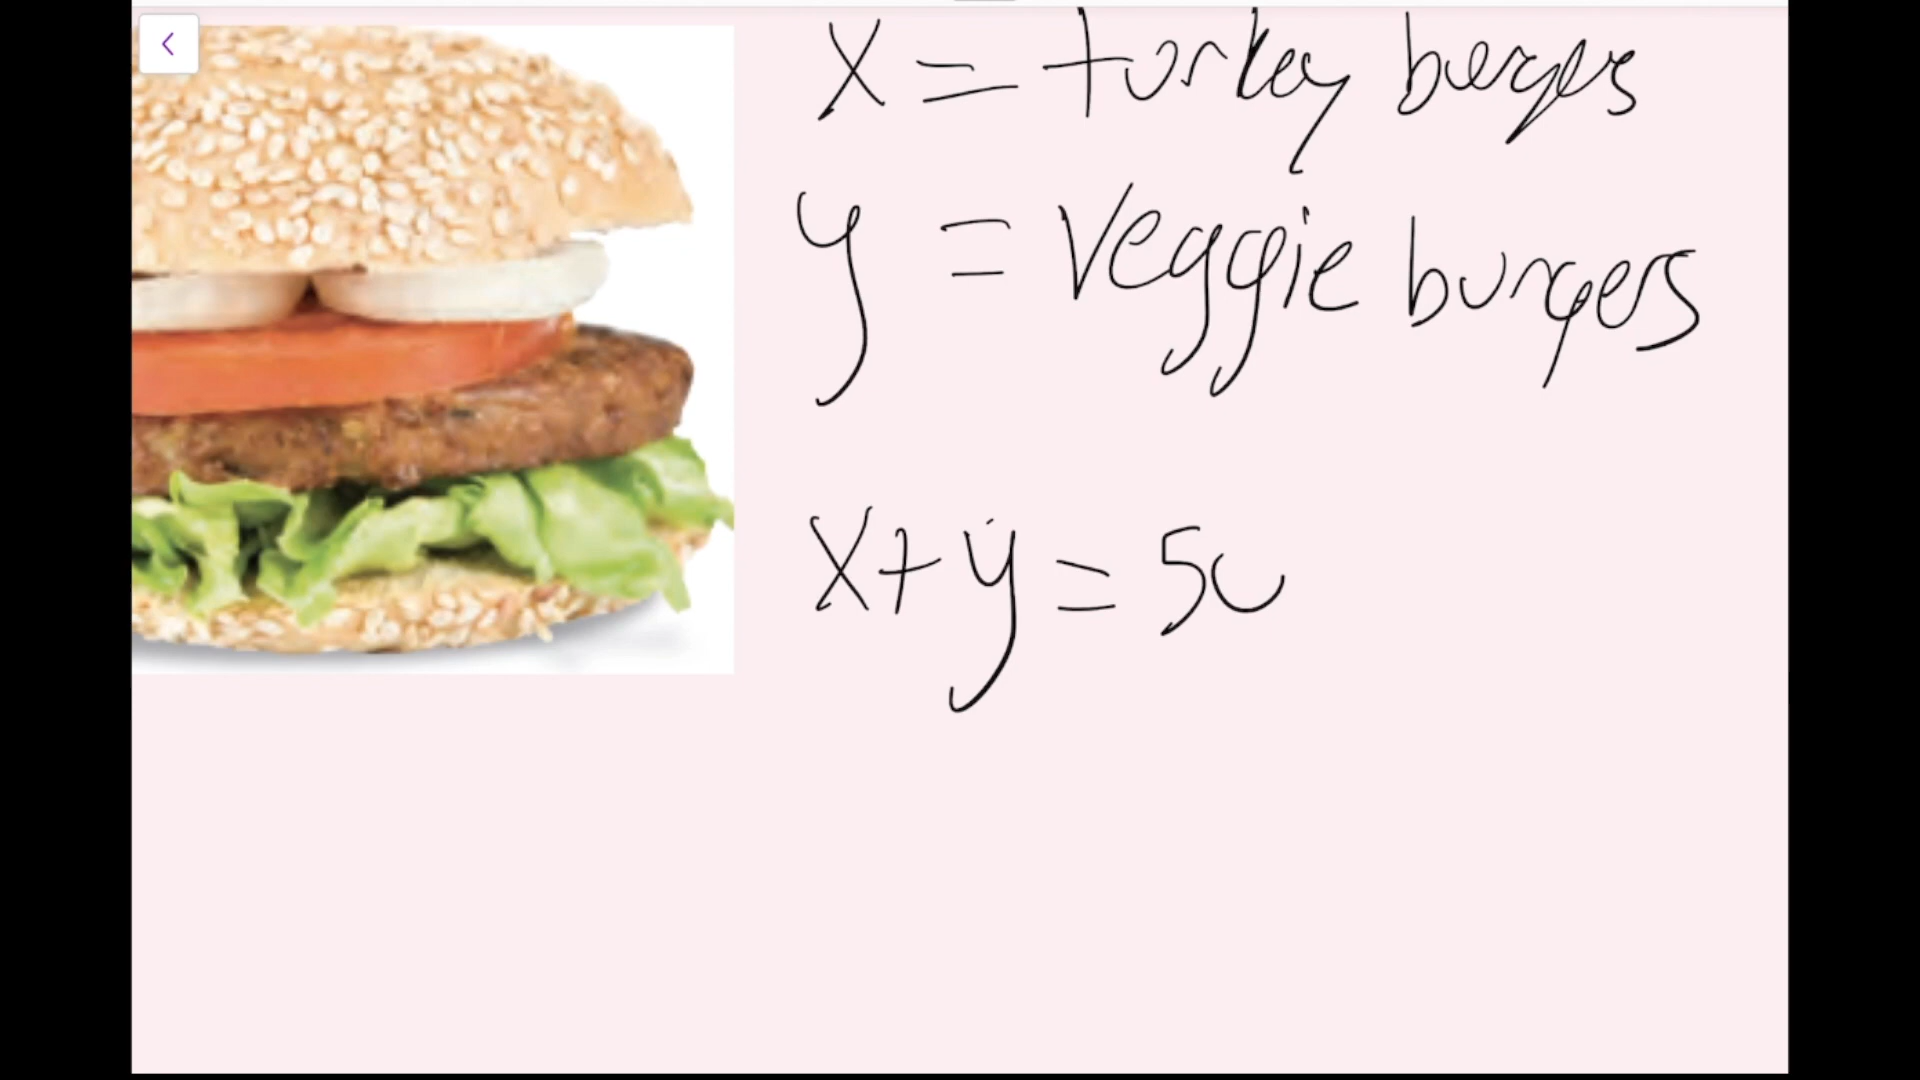 x = turkey burgers
y = veggie burgers
x + y = 50